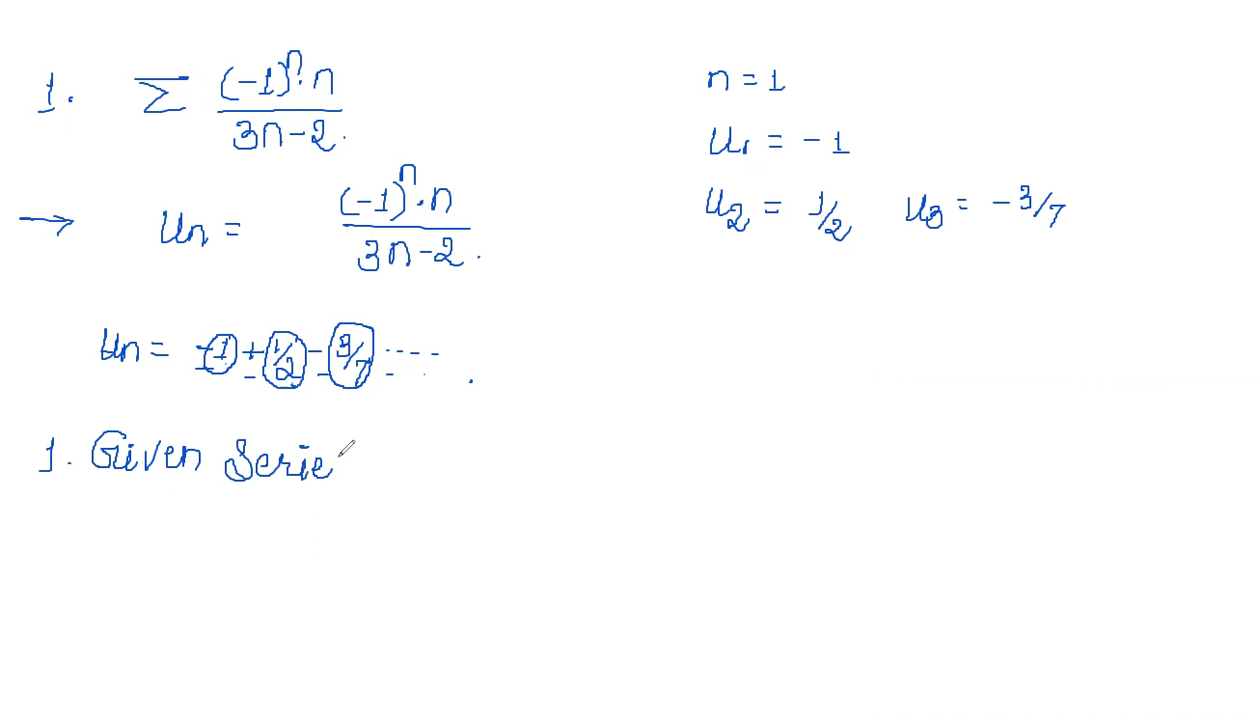 1. Σ (-1)^n · n / 3n-2.
n = 1
u₁ = -1
u₂ = 1/2 u₃ = -3/7
→ un = (-1)^n · n / 3n-2.
un = -1 + 1/2 - 3/7 ------ .
1. Given Serie